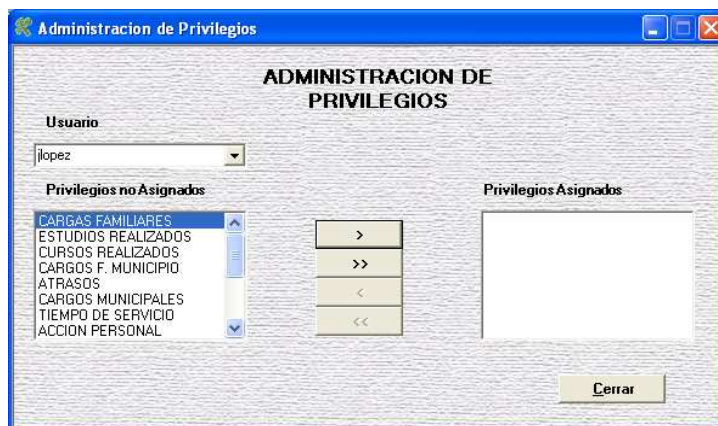 Administracion de Privilegios
ADMINISTRACION DE
PRIVILEGIOS
Usuario
jlopez
Privilegios no Asignados
Privilegios Asignados
CARGAS FAMILIARES
ESTUDIOS REALIZADOS
CURSOS REALIZADOS
CARGOS F. MUNICIPIO
ATRASOS
CARGOS MUNICIPALES
TIEMPO DE SERVICIO
ACCION PERSONAL
>
>>
<
<<
Cerrar